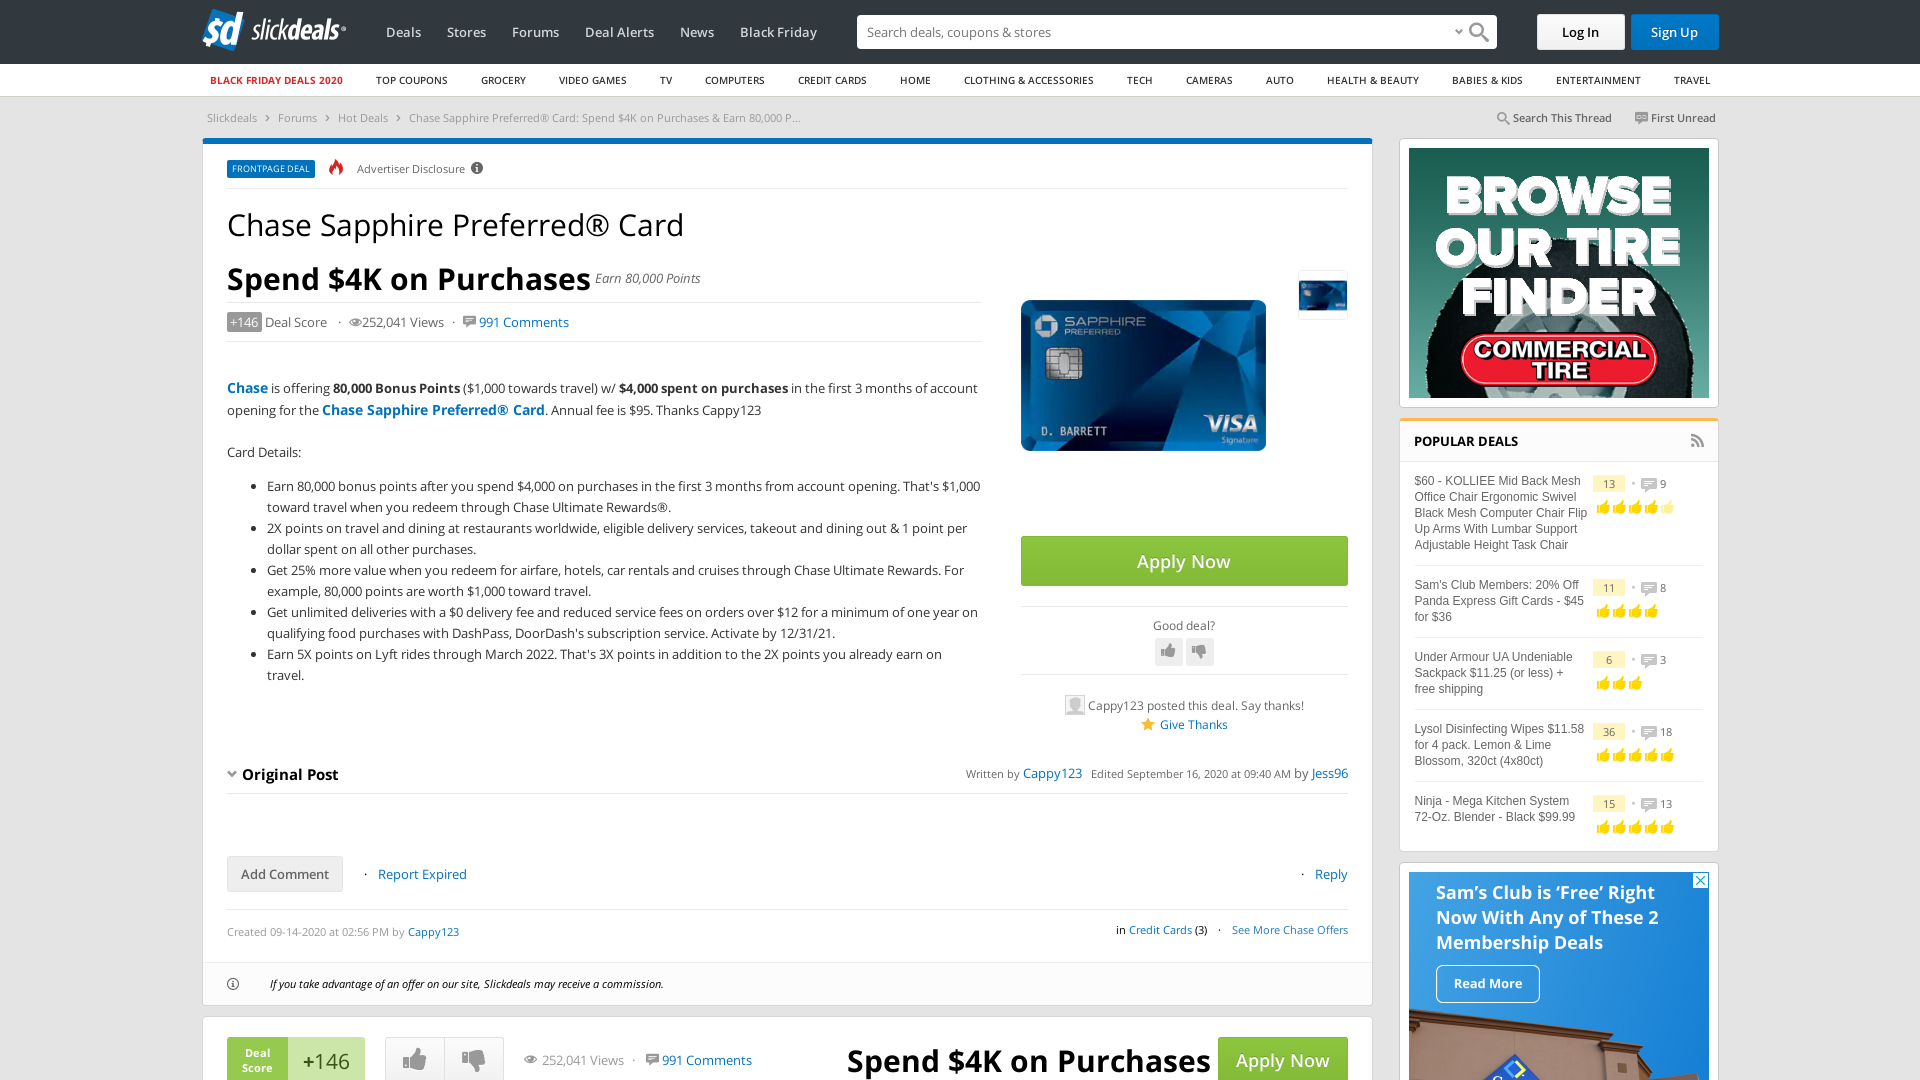 slickdeals
Deals
Stores
Forums
Deal Alerts
News
Black Friday
Search deals, coupons & stores
Log In
Sign Up
BLACK FRIDAY DEALS 2020
TOP COUPONS
GROCERY
VIDEO GAMES
TV
COMPUTERS
CREDIT CARDS
HOME
CLOTHING & ACCESSORIES
TECH
CAMERAS
AUTO
HEALTH & BEAUTY
BABIES & KIDS
ENTERTAINMENT
TRAVEL
Slickdeals > Forums > Hot Deals > Chase Sapphire Preferred® Card: Spend $4K on Purchases & Earn 80,000 P...
Search This Thread
First Unread
FRONTPAGE DEAL
Advertiser Disclosure
Chase Sapphire Preferred® Card
Spend $4K on Purchases Earn 80,000 Points
+146 Deal Score · 252,041 Views · 991 Comments
Chase is offering 80,000 Bonus Points ($1,000 towards travel) w/ $4,000 spent on purchases in the first 3 months of account
opening for the Chase Sapphire Preferred® Card. Annual fee is $95. Thanks Cappy123
Card Details:
• Earn 80,000 bonus points after you spend $4,000 on purchases in the first 3 months from account opening. That's $1,000
toward travel when you redeem through Chase Ultimate Rewards®.
• 2X points on travel and dining at restaurants worldwide, eligible delivery services, takeout and dining out & 1 point per
dollar spent on all other purchases.
• Get 25% more value when you redeem for airfare, hotels, car rentals and cruises through Chase Ultimate Rewards. For
example, 80,000 points are worth $1,000 toward travel.
• Get unlimited deliveries with a $0 delivery fee and reduced service fees on orders over $12 for a minimum of one year on
qualifying food purchases with DashPass, DoorDash's subscription service. Activate by 12/31/21.
• Earn 5X points on Lyft rides through March 2022. That's 3X points in addition to the 2X points you already earn on
travel.
SAPPHIRE
PREFERRED
D. BARRETT
VISA
Signature
Apply Now
Good deal?
Cappy123 posted this deal. Say thanks!
Give Thanks
Original Post
Written by Cappy123 Edited September 16, 2020 at 09:40 AM by Jess96
Add Comment
· Report Expired
· Reply
Created 09-14-2020 at 02:56 PM by Cappy123
in Credit Cards (3) · See More Chase Offers
If you take advantage of an offer on our site, Slickdeals may receive a commission.
Deal
Score
+146
252,041 Views · 991 Comments
Spend $4K on Purchases
Apply Now
BROWSE
OUR TIRE
FINDER
COMMERCIAL
TIRE
POPULAR DEALS
$60 - KOLLIEE Mid Back Mesh
Office Chair Ergonomic Swivel
Black Mesh Computer Chair Flip
Up Arms With Lumbar Support
Adjustable Height Task Chair
13 • 9
Sam's Club Members: 20% Off
Panda Express Gift Cards - $45
for $36
11 • 8
Under Armour UA Undeniable
Sackpack $11.25 (or less) +
free shipping
6 • 3
Lysol Disinfecting Wipes $11.58
for 4 pack. Lemon & Lime
Blossom, 320ct (4x80ct)
36 • 18
Ninja - Mega Kitchen System
72-Oz. Blender - Black $99.99
15 • 13
Sam's Club is 'Free' Right
Now With Any of These 2
Membership Deals
Read More